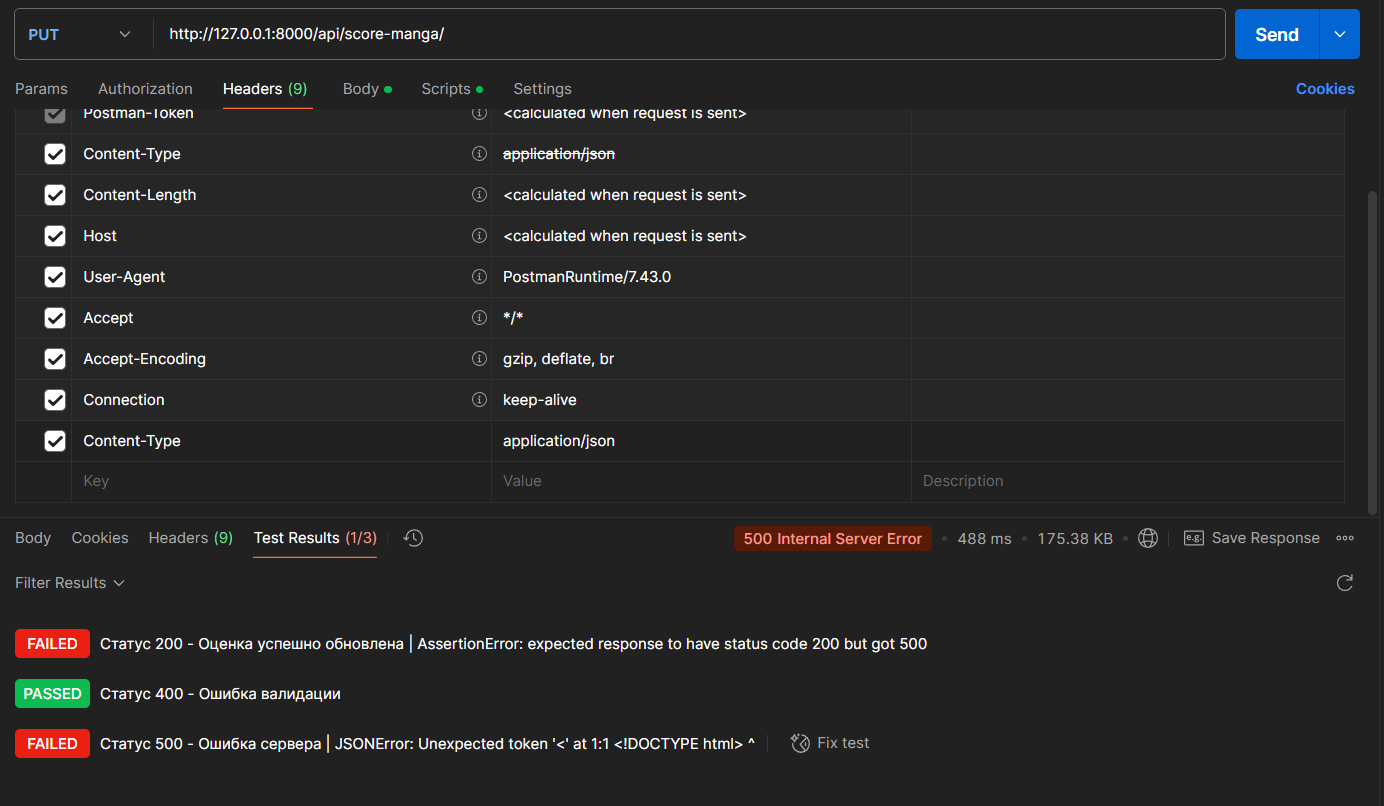 PUT http://127.0.0.1:8000/api/score-manga/ Send
Params Authorization Headers (9) Body Scripts Settings Cookies
Postman-Token <calculated when request is sent>
Content-Type application/json
Content-Length <calculated when request is sent>
Host <calculated when request is sent>
User-Agent PostmanRuntime/7.43.0
Accept */*
Accept-Encoding gzip, deflate, br
Connection keep-alive
Content-Type application/json
Key Value Description
Body Cookies Headers (9) Test Results (1/3) 500 Internal Server Error 488 ms 175.38 KB e.g. Save Response
Filter Results
FAILED Статус 200 - Оценка успешно обновлена | AssertionError: expected response to have status code 200 but got 500
PASSED Статус 400 - Ошибка валидации
FAILED Статус 500 - Ошибка сервера | JSONError: Unexpected token '<' at 1:1 <!DOCTYPE html> ^ Fix test